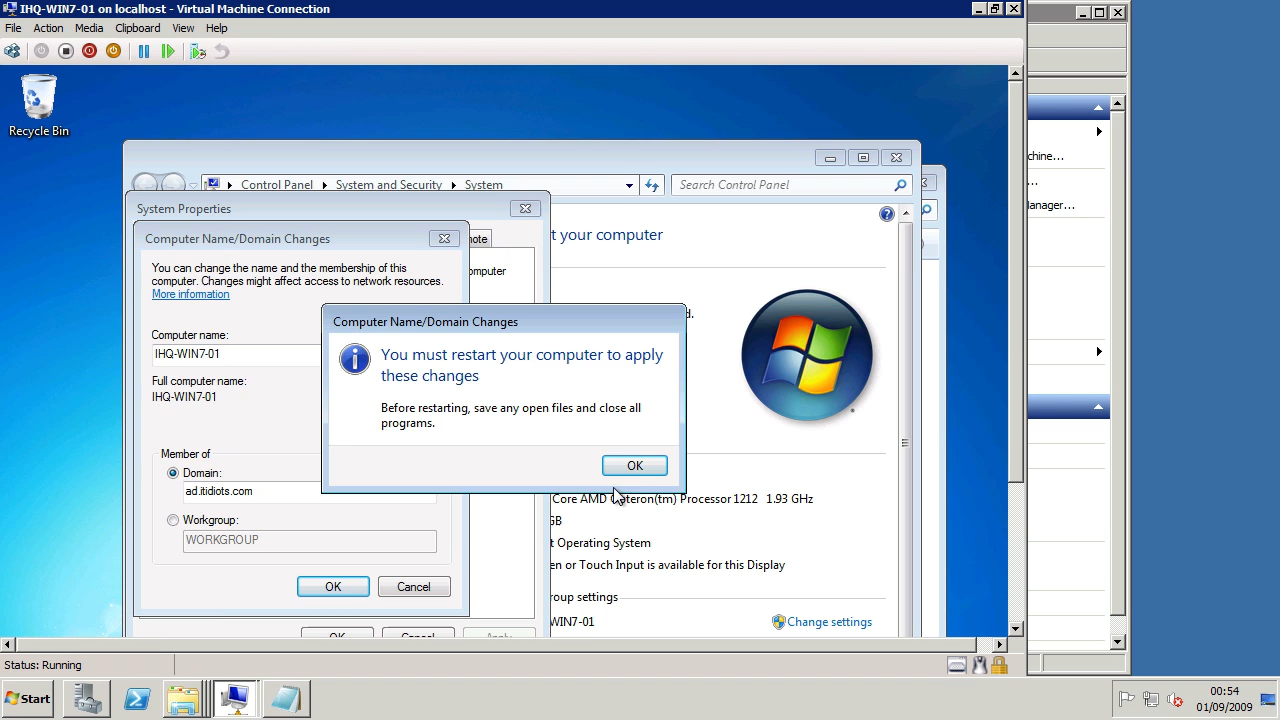 IHQ-WIN7-01 on localhost - Virtual Machine Connection
File Action Media Clipboard View Help
Recycle Bin
Control Panel System and Security System
Search Control Panel
System Properties
Computer Name/Domain Changes
note
t your computer
chine...
...
anager...
You can change the name and the membership of this
computer. Changes might affect access to network resources.
More information
omputer
d.
Computer name:
IHQ-WIN7-01
Full computer name:
IHQ-WIN7-01
Computer Name/Domain Changes
You must restart your computer to apply
these changes
Before restarting, save any open files and close all
programs.
OK
Member of
Domain:
ad.itidiots.com
Workgroup:
WORKGROUP
OK Cancel
Core AMD Opteron(tm) Processor 1212 1.93 GHz
GB
t Operating System
en or Touch Input is available for this Display
roup settings
WIN7-01
Change settings
OK Cancel Apply
Status: Running
Start
00:54
01/09/2009